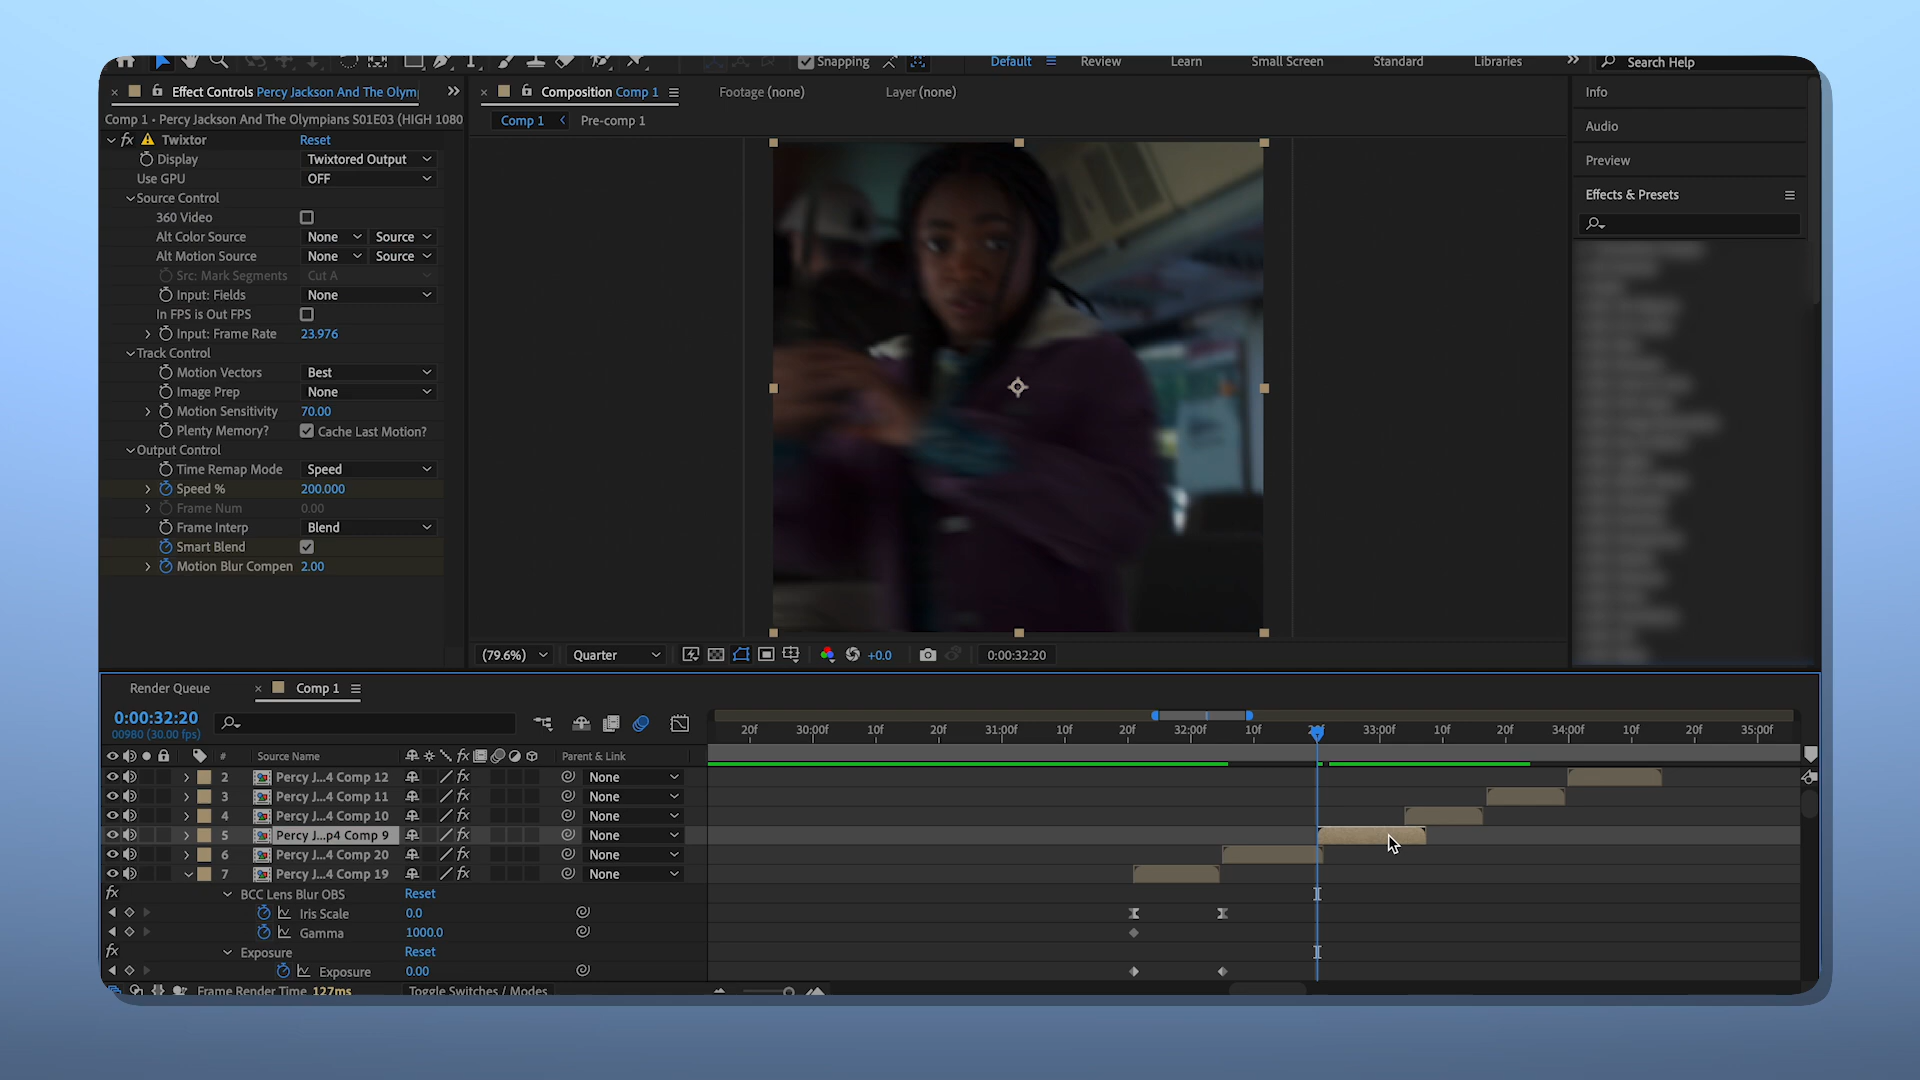 Snapping
Default
Review
Learn
Small Screen
Standard
Libraries
Search Help
Effect Controls Percy Jackson And The Olym
Composition Comp 1
Footage (none)
Layer (none)
Info
Comp 1 • Percy Jackson And The Olympians S01E03 (HIGH 1080
Comp 1
Pre-comp 1
Audio
Twixtor Reset
Display Twixtored Output
Preview
Use GPU OFF
Source Control
Effects & Presets
360 Video
Alt Color Source None Source
Alt Motion Source None Source
Src: Mark Segments Cut A
Input: Fields None
In FPS is Out FPS
Input: Frame Rate 23.976
Track Control
Motion Vectors Best
Image Prep None
Motion Sensitivity 70.00
Plenty Memory? Cache Last Motion?
Output Control
Time Remap Mode Speed
Speed % 200.000
Frame Num 0.00
Frame Interp Blend
Smart Blend
Motion Blur Compen 2.00
(79.6%) Quarter +0.0 0:00:32:20
Render Queue Comp 1
0:00:32:20
00980 (30.00 fps)
20f 30:00f 10f 20f 31:00f 10f 20f 32:00f 10f 33:00f 10f 20f 34:00f 10f 20f 35:00f
# Source Name fx Parent & Link
2 Percy J...4 Comp 12 fx None
3 Percy J...4 Comp 11 fx None
4 Percy J...4 Comp 10 fx None
5 Percy J...p4 Comp 9 fx None
6 Percy J...4 Comp 20 fx None
7 Percy J...4 Comp 19 fx None
fx BCC Lens Blur OBS Reset
Iris Scale 0.0
Gamma 1000.0
fx Exposure Reset
Exposure 0.00
Frame Render Time 127ms Toggle Switches / Modes